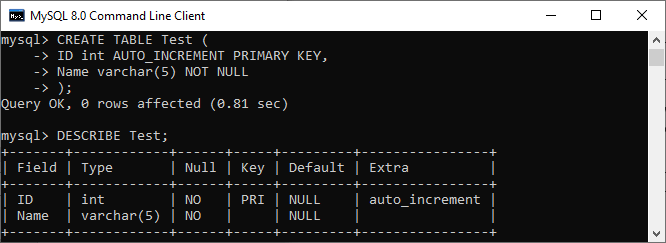 MySQL 8.0 Command Line Client
mysql> CREATE TABLE Test (
    -> ID int AUTO_INCREMENT PRIMARY KEY,
    -> Name varchar(5) NOT NULL
    -> );
Query OK, 0 rows affected (0.81 sec)

mysql> DESCRIBE Test;
+-------+------------+------+-----+---------+----------------+
| Field | Type       | Null | Key | Default | Extra          |
+-------+------------+------+-----+---------+----------------+
| ID    | int        | NO   | PRI | NULL    | auto_increment |
| Name  | varchar(5) | NO   |     | NULL    |                |
+-------+------------+------+-----+---------+----------------+